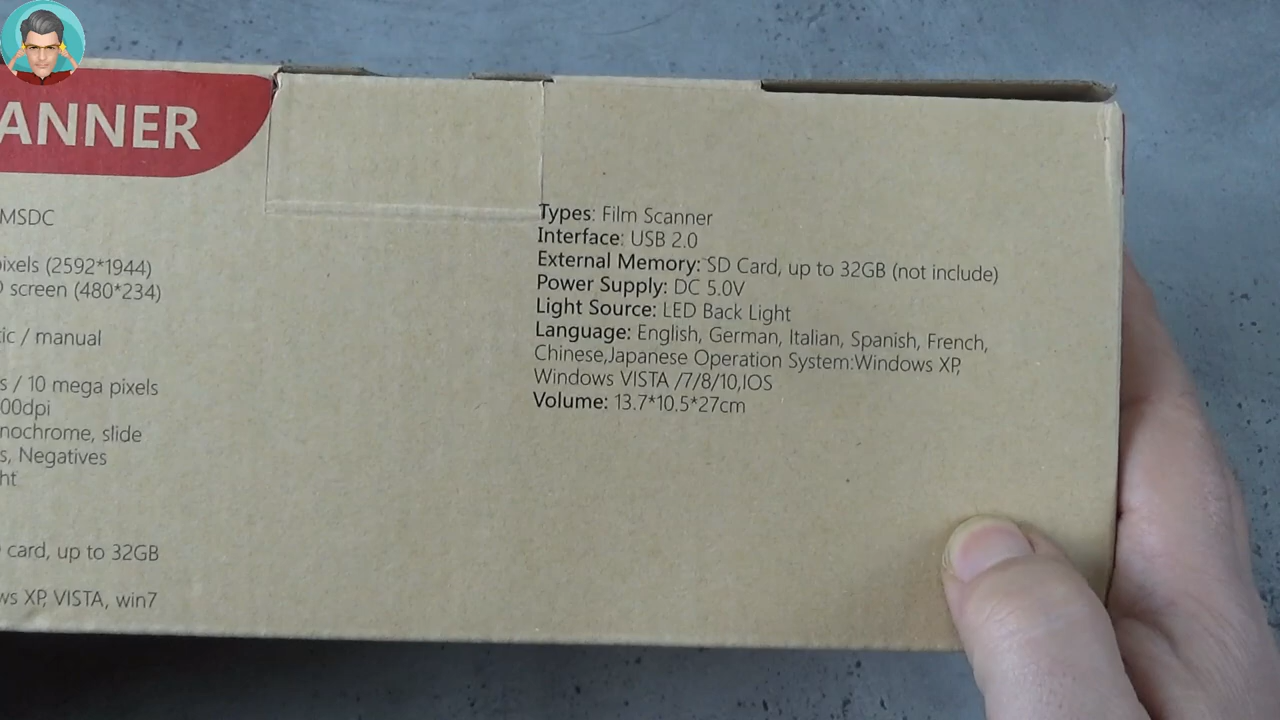 ANNER
MSDC
ixels (2592*1944)
screen (480*234)
tic / manual
s / 10 mega pixels
00dpi
nochrome, slide
s, Negatives
ht
card, up to 32GB
ws XP, VISTA, win7
Types: Film Scanner
Interface: USB 2.0
External Memory: SD Card, up to 32GB (not include)
Power Supply: DC 5.0V
Light Source: LED Back Light
Language: English, German, Italian, Spanish, French,
Chinese,Japanese Operation System:Windows XP,
Windows VISTA /7/8/10,IOS
Volume: 13.7*10.5*27cm